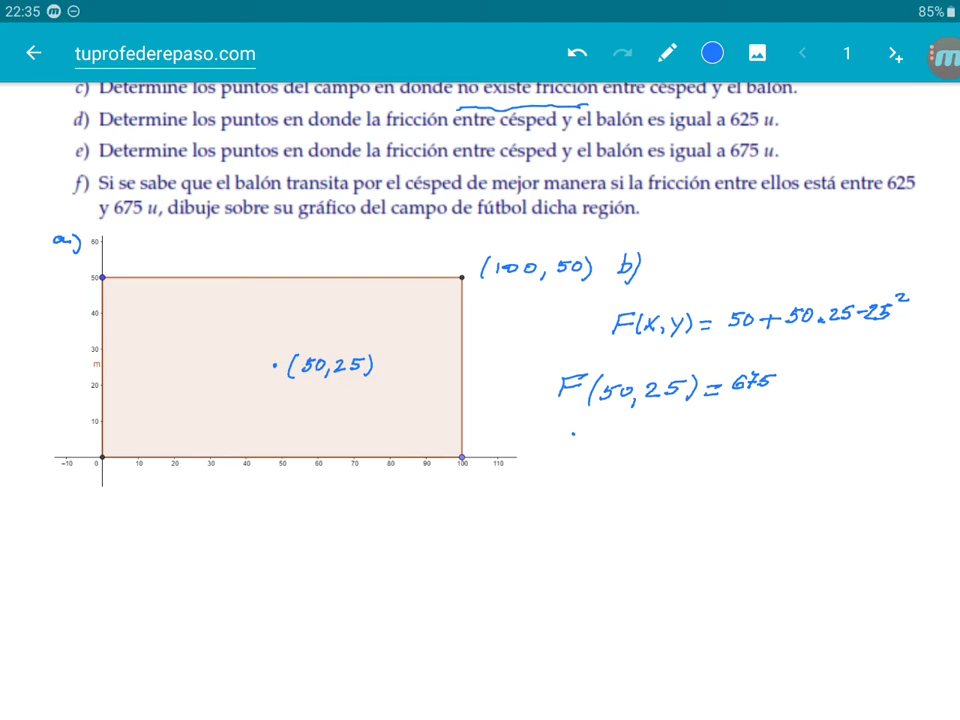 22:35 85%
tuprofederepaso.com 1
c) Determine los puntos del campo en donde no existe fricción entre césped y el balón.
d) Determine los puntos en donde la fricción entre césped y el balón es igual a 625 u.
e) Determine los puntos en donde la fricción entre césped y el balón es igual a 675 u.
f) Si se sabe que el balón transita por el césped de mejor manera si la fricción entre ellos está entre 625
y 675 u, dibuje sobre su gráfico del campo de fútbol dicha región.
a) 60
50 (100, 50) b)
40
F(x,y) = 50+50.25-25²
30
m (50,25)
20 F(50,25) = 675
10
-10 0 10 20 30 40 50 60 70 80 90 100 110